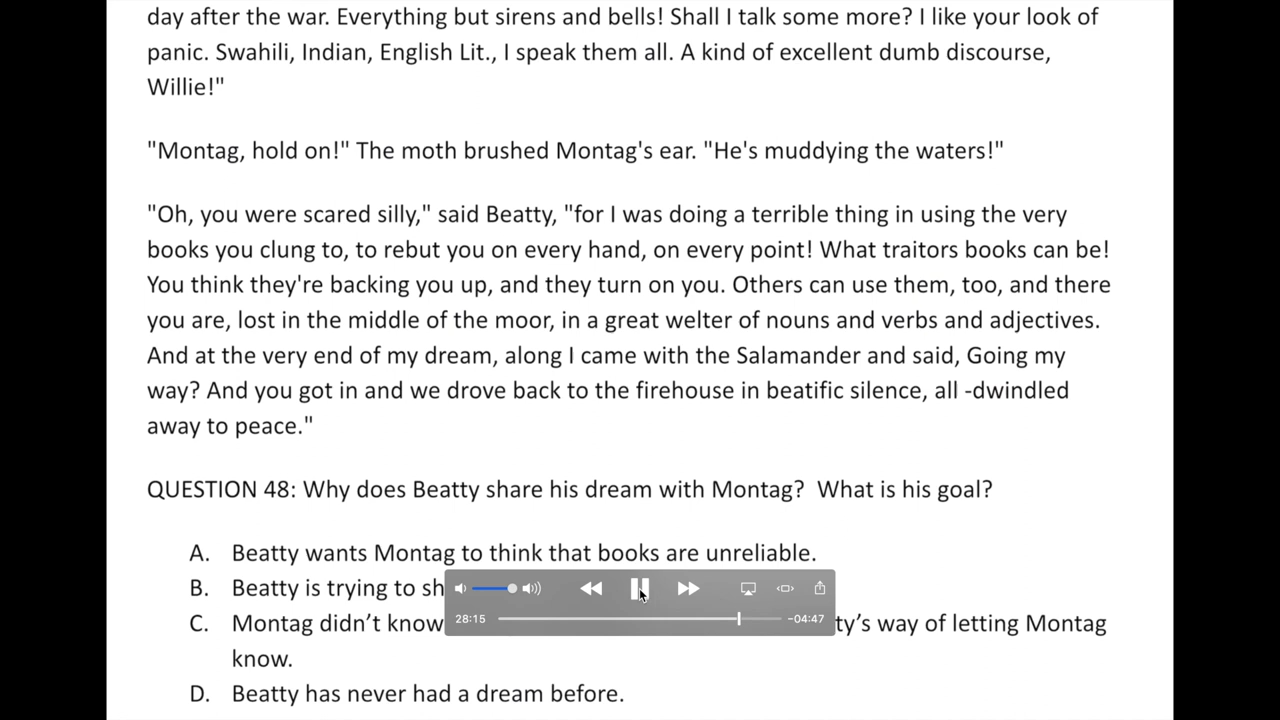 day after the war. Everything but sirens and bells! Shall I talk some more? I like your look of
panic. Swahili, Indian, English Lit., I speak them all. A kind of excellent dumb discourse,
Willie!"
"Montag, hold on!" The moth brushed Montag's ear. "He's muddying the waters!"
"Oh, you were scared silly," said Beatty, "for I was doing a terrible thing in using the very
books you clung to, to rebut you on every hand, on every point! What traitors books can be!
You think they're backing you up, and they turn on you. Others can use them, too, and there
you are, lost in the middle of the moor, in a great welter of nouns and verbs and adjectives.
And at the very end of my dream, along I came with the Salamander and said, Going my
way? And you got in and we drove back to the firehouse in beatific silence, all -dwindled
away to peace."
QUESTION 48: Why does Beatty share his dream with Montag?  What is his goal?
A. Beatty wants Montag to think that books are unreliable.
B. Beatty is trying to sh
C. Montag didn’t know ty’s way of letting Montag
know.
D. Beatty has never had a dream before.
28:15 −04:47